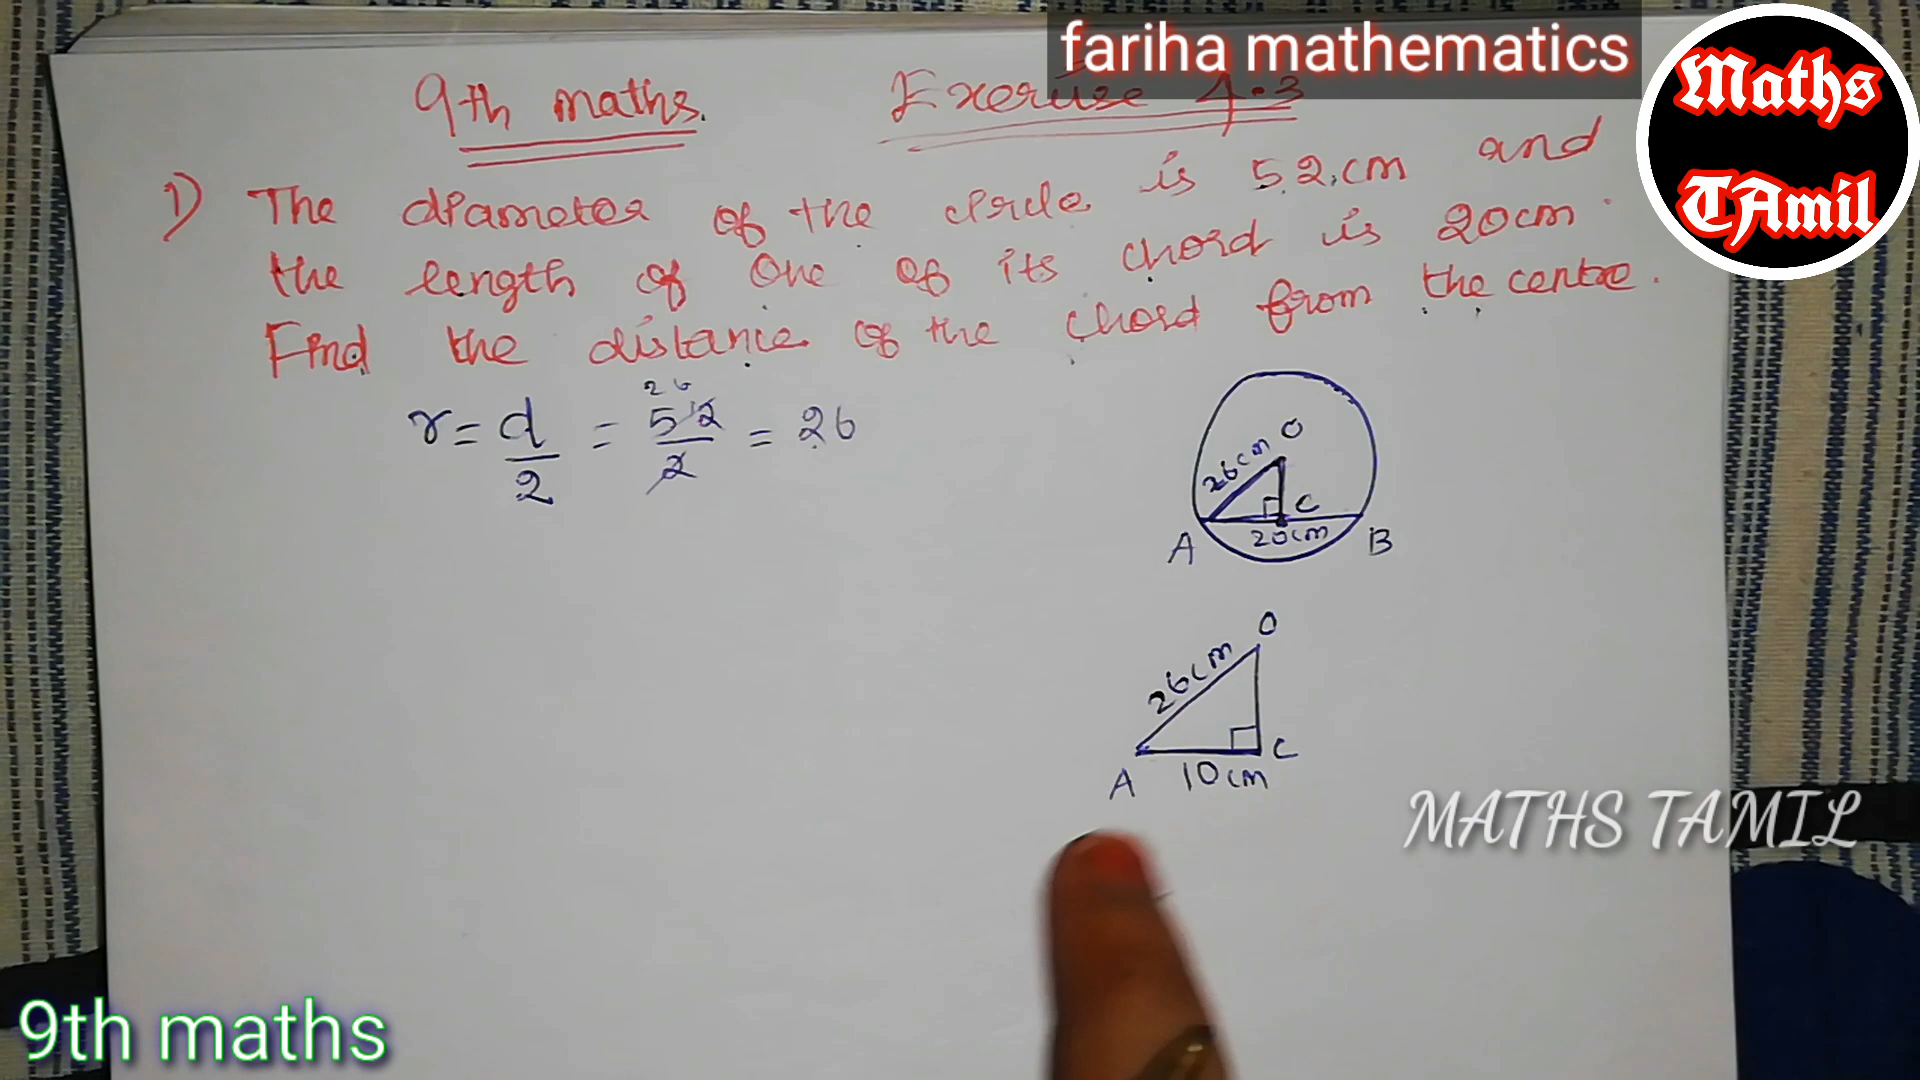 fariha mathematics
Maths
TAmil
9th maths.
Exercise 4.3
1) The diameter of the circle is 52.cm and
the length of one of its chord is 20cm.
Find the distance of the chord from the centre.
r = d/2 = 52/2 = 26
26
O
26cm
C
A
20cm
B
O
26cm
C
A
10cm
MATHS TAMIL
9th maths